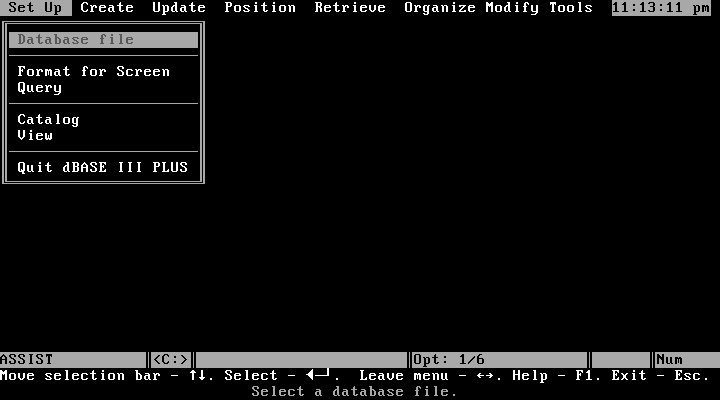 Set Up Create Update Position Retrieve Organize Modify Tools 11:13:11 pm
Database file
Format for Screen
Query
Catalog
View
Quit dBASE III PLUS
ASSIST <C:> Opt: 1/6 Num
Move selection bar - ↑↓. Select - ◄─┘. Leave menu - ↔. Help - F1. Exit - Esc.
Select a database file.